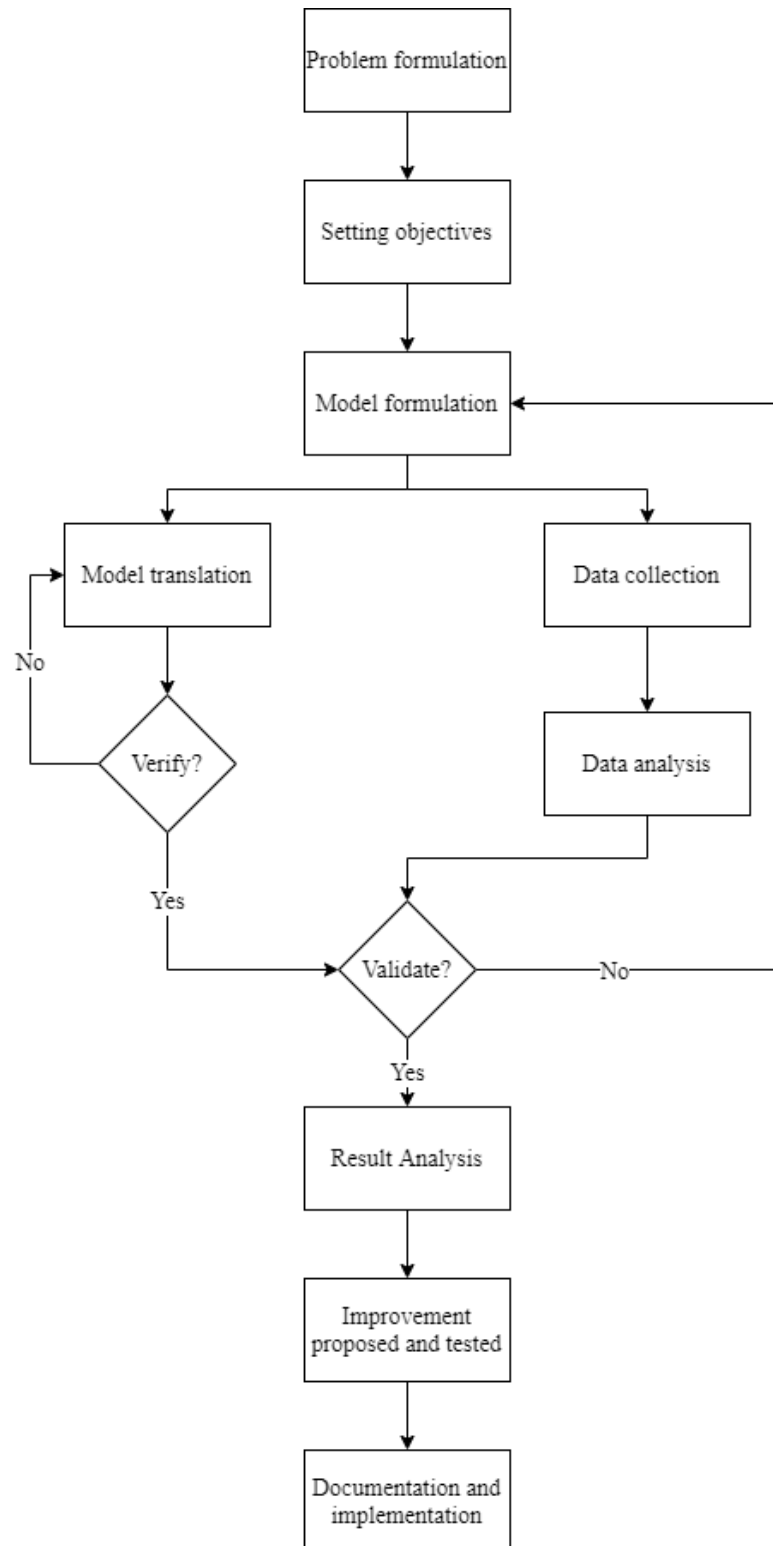 Problem formulation
Setting objectives
Model formulation
Model translation
Data collection
No
Verify?
Data analysis
Yes
Validate?
No
Yes
Result Analysis
Improvement
proposed and tested
Documentation and
implementation